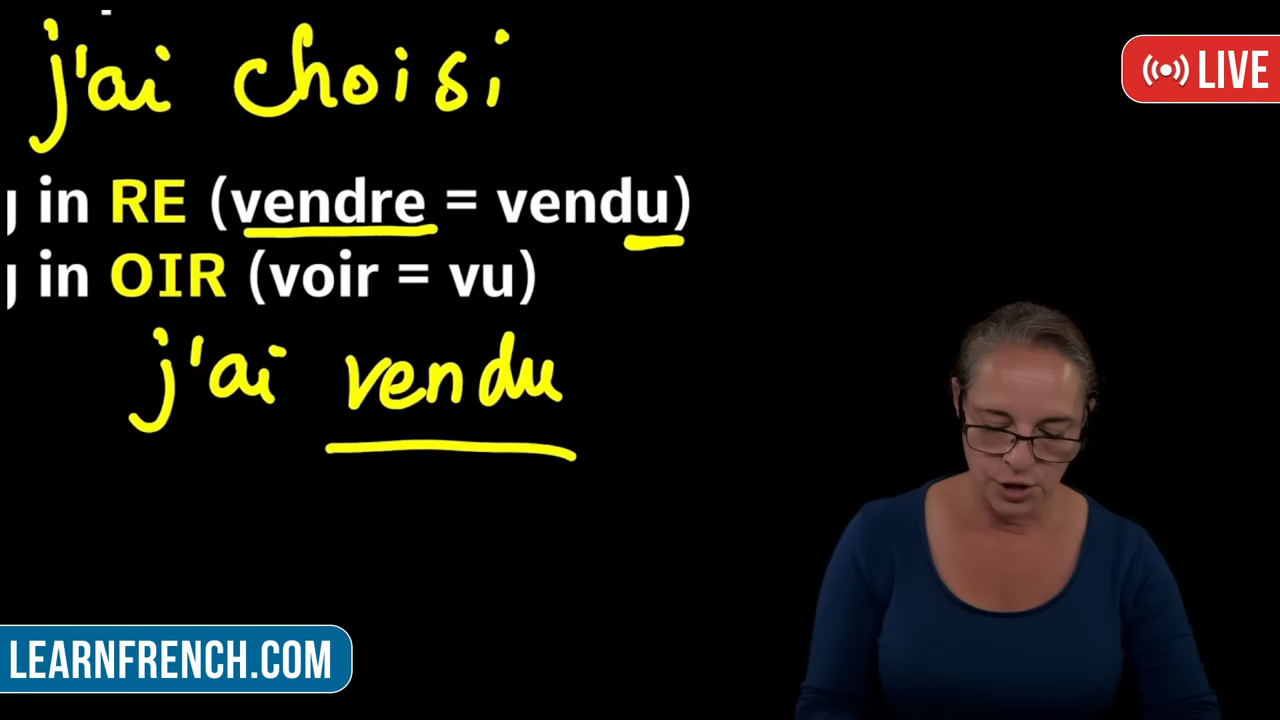 j'ai choisi
LIVE
in RE (vendre = vendu)
in OIR (voir = vu)
j'ai vendu
LEARNFRENCH.COM